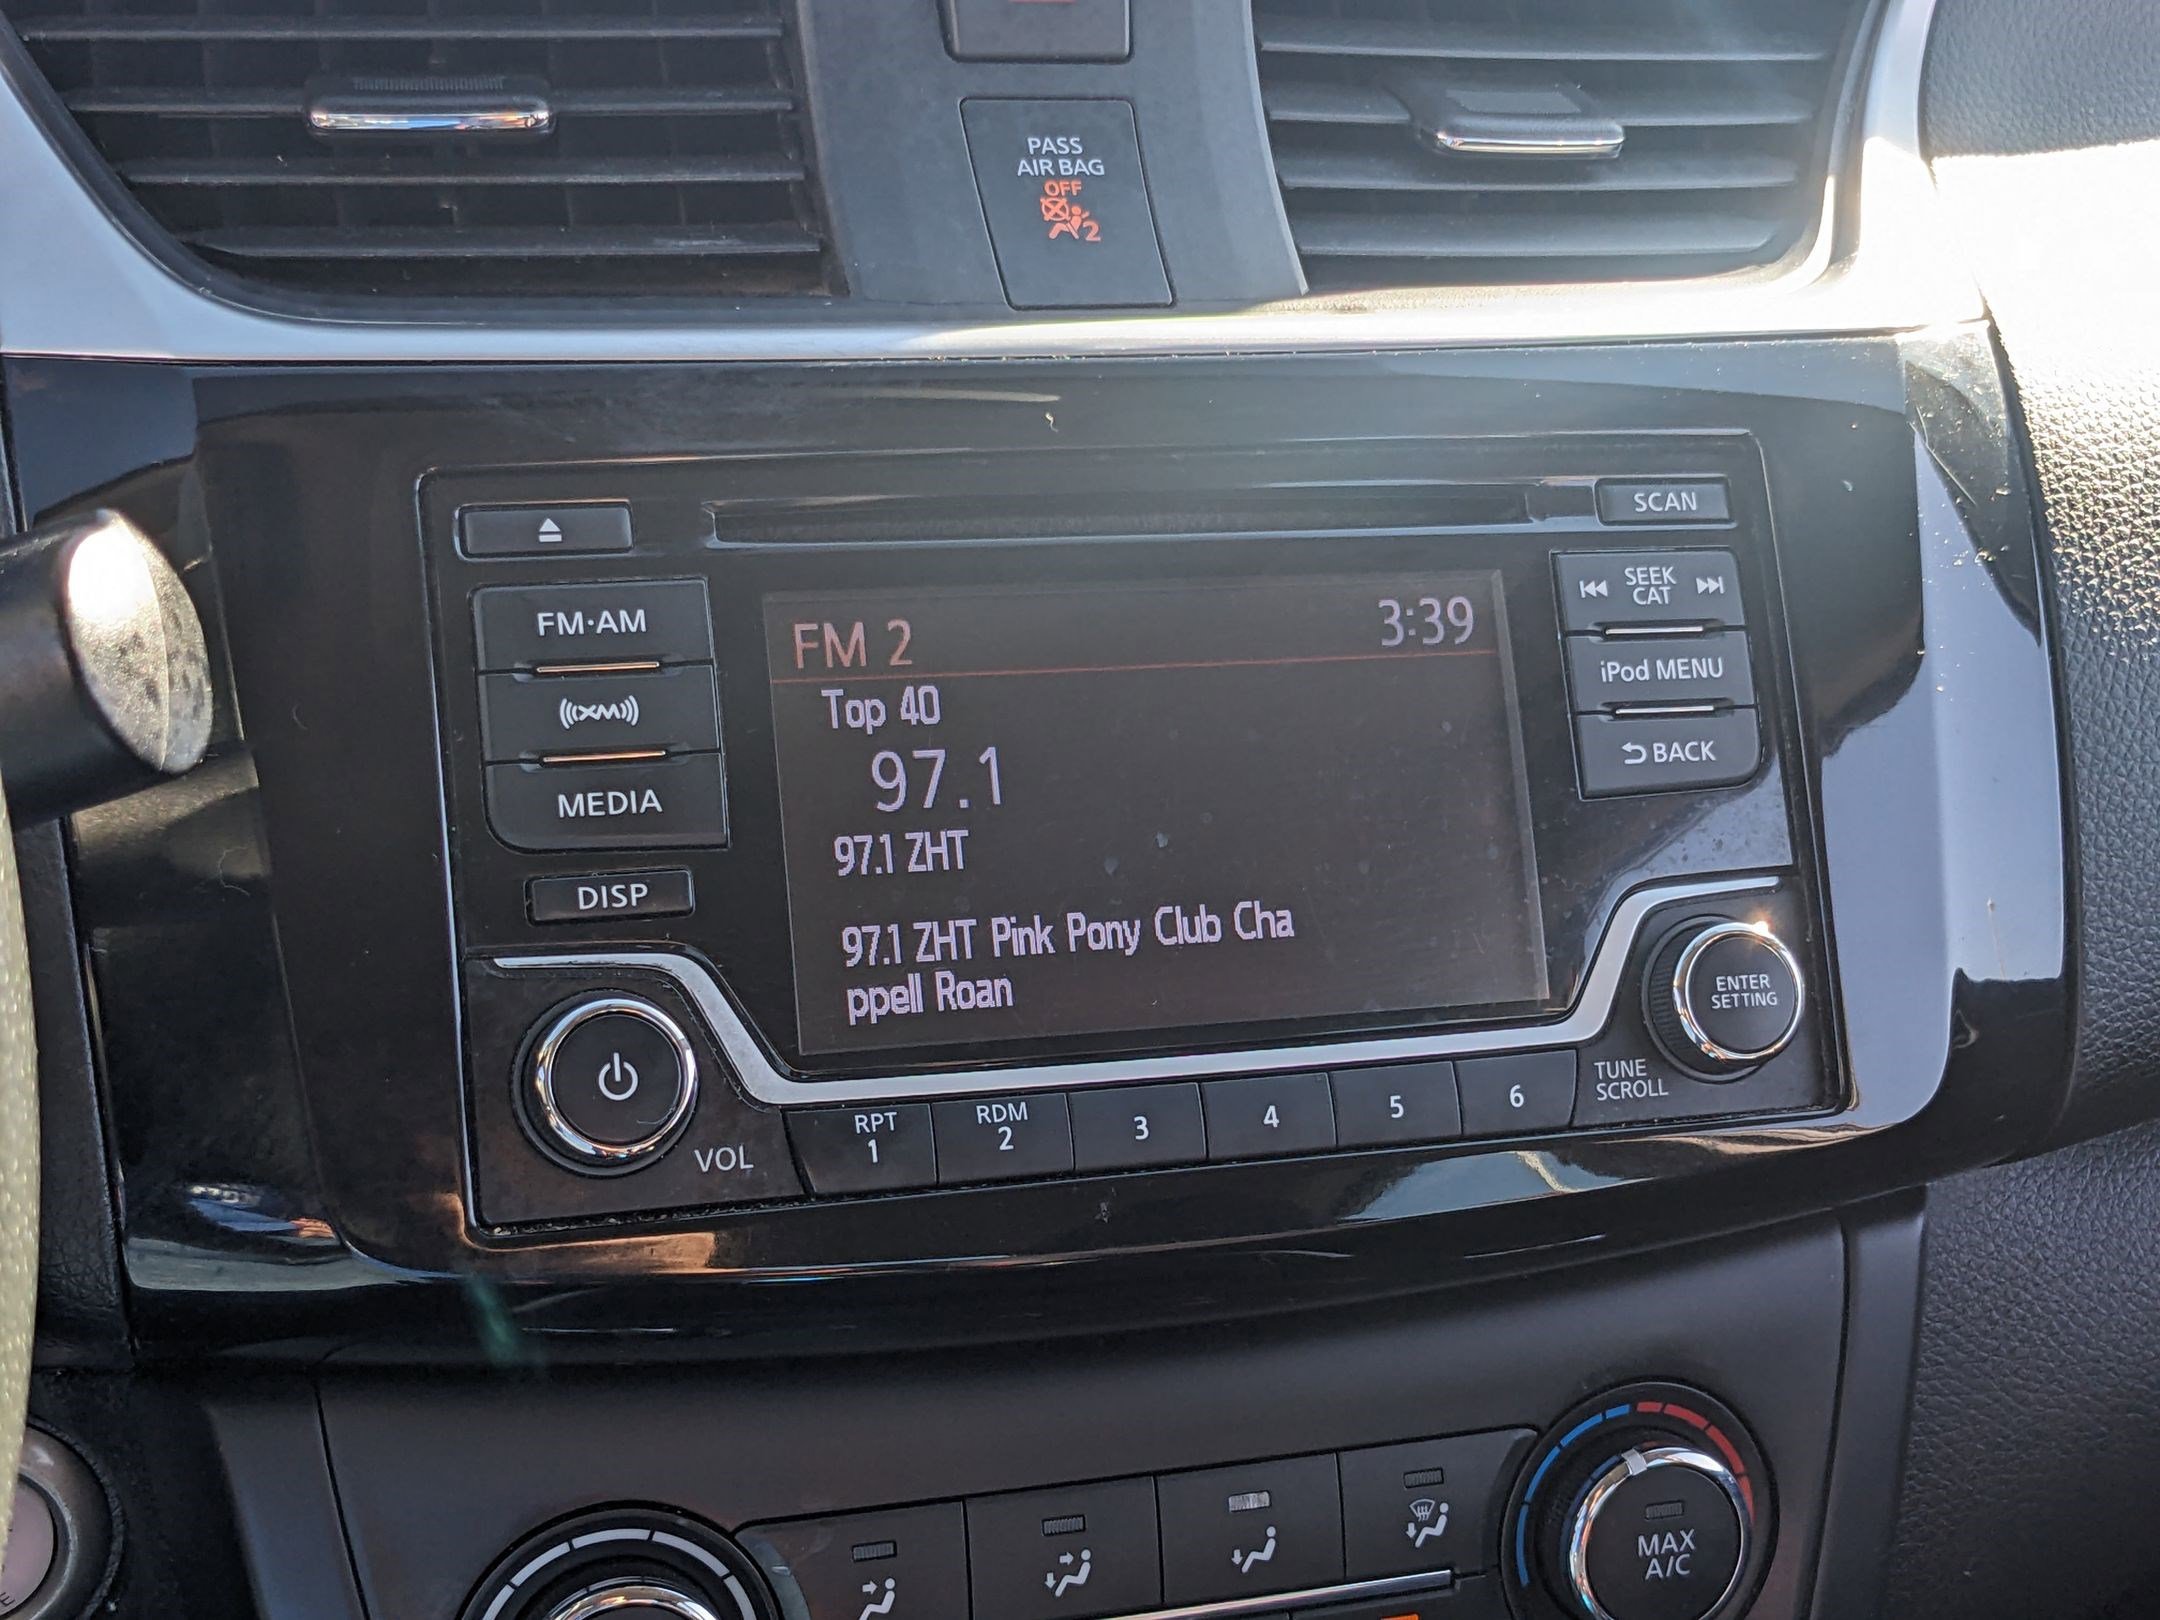 PASS
AIR BAG
OFF
2
SCAN
FM·AM
SEEK
CAT
FM 2
3:39
XM
Top 40
iPod MENU
97.1
BACK
MEDIA
97.1 ZHT
DISP
97.1 ZHT Pink Pony Club Cha
ppell Roan
ENTER
SETTING
TUNE
SCROLL
VOL
RPT
1
RDM
2
3
4
5
6
MAX
A/C